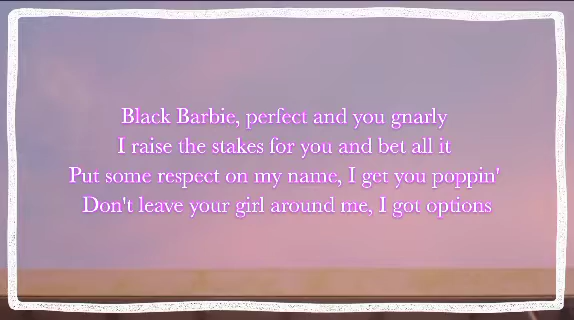 Black Barbie, perfect and you gnarly
I raise the stakes for you and bet all it
Put some respect on my name, I get you poppin'
Don't leave your girl around me, I got options